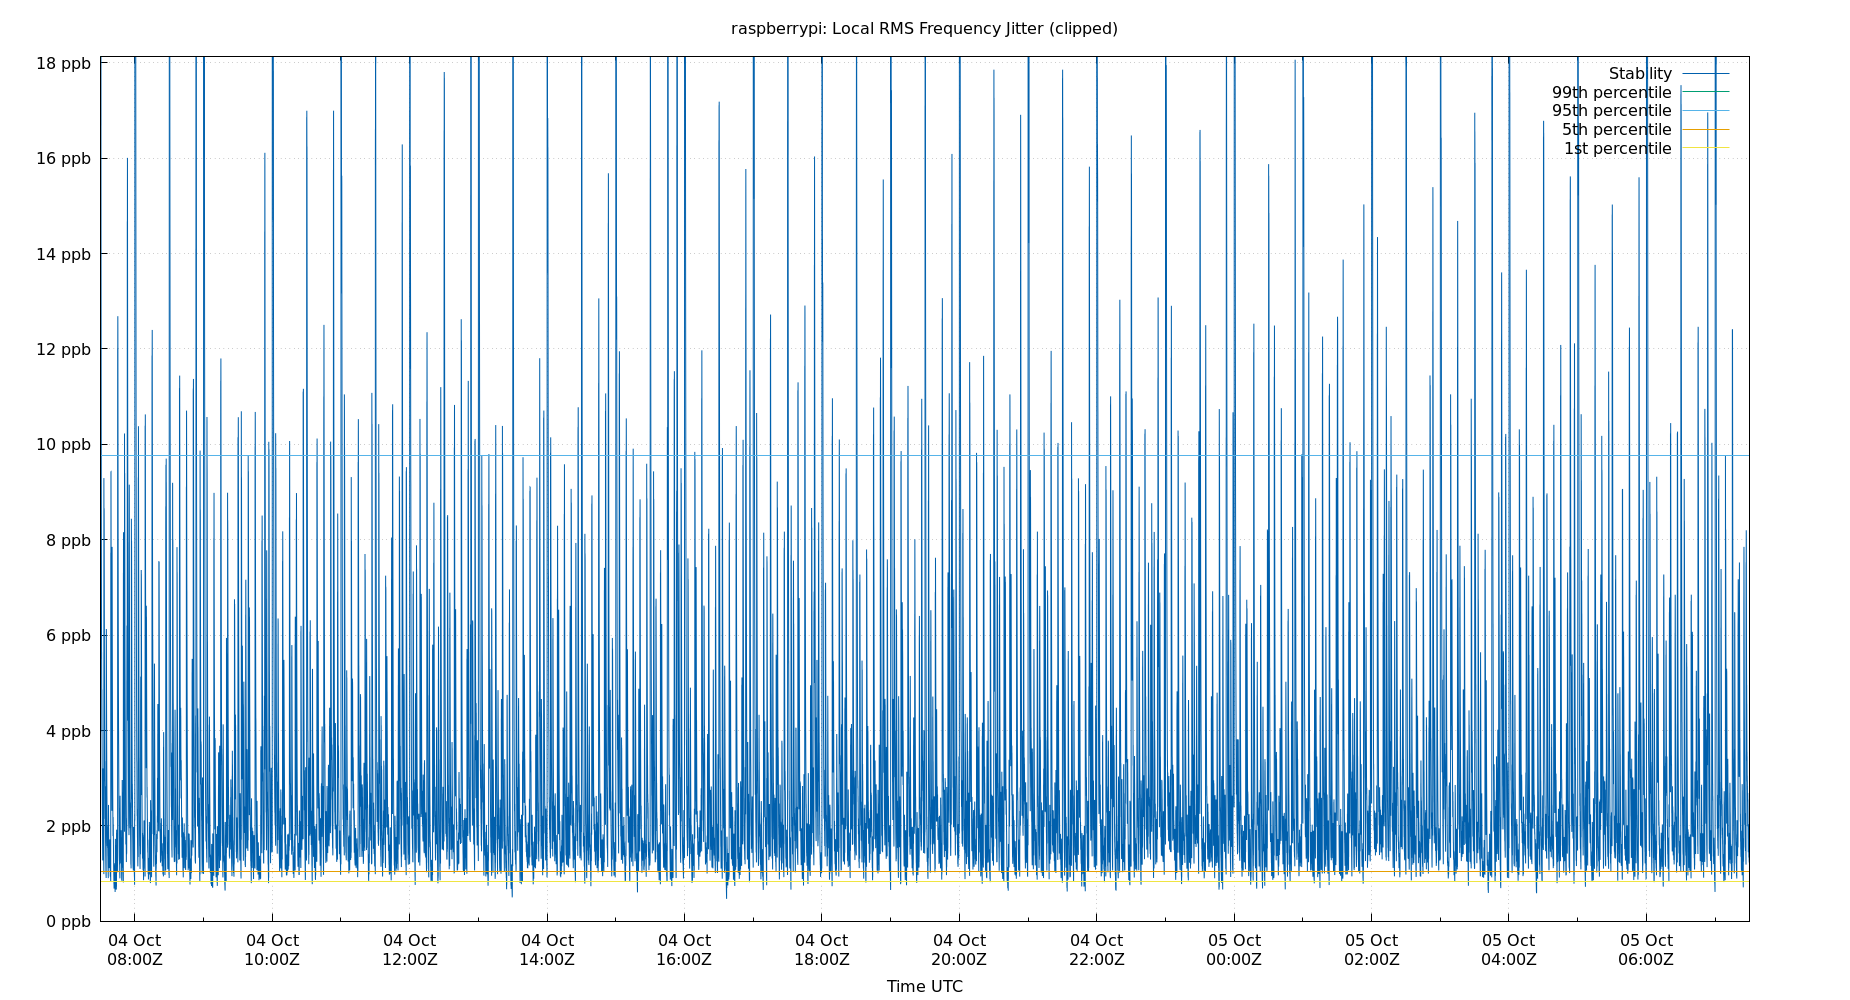 raspberrypi: Local RMS Frequency Jitter (clipped)
18 ppb
16 ppb
14 ppb
12 ppb
10 ppb
8 ppb
6 ppb
4 ppb
2 ppb
0 ppb
Stability
99th percentile
95th percentile
5th percentile
1st percentile
04 Oct 04 Oct 04 Oct 04 Oct 04 Oct 04 Oct 04 Oct 04 Oct 05 Oct 05 Oct 05 Oct 05 Oct
08:00Z 10:00Z 12:00Z 14:00Z 16:00Z 18:00Z 20:00Z 22:00Z 00:00Z 02:00Z 04:00Z 06:00Z
Time UTC